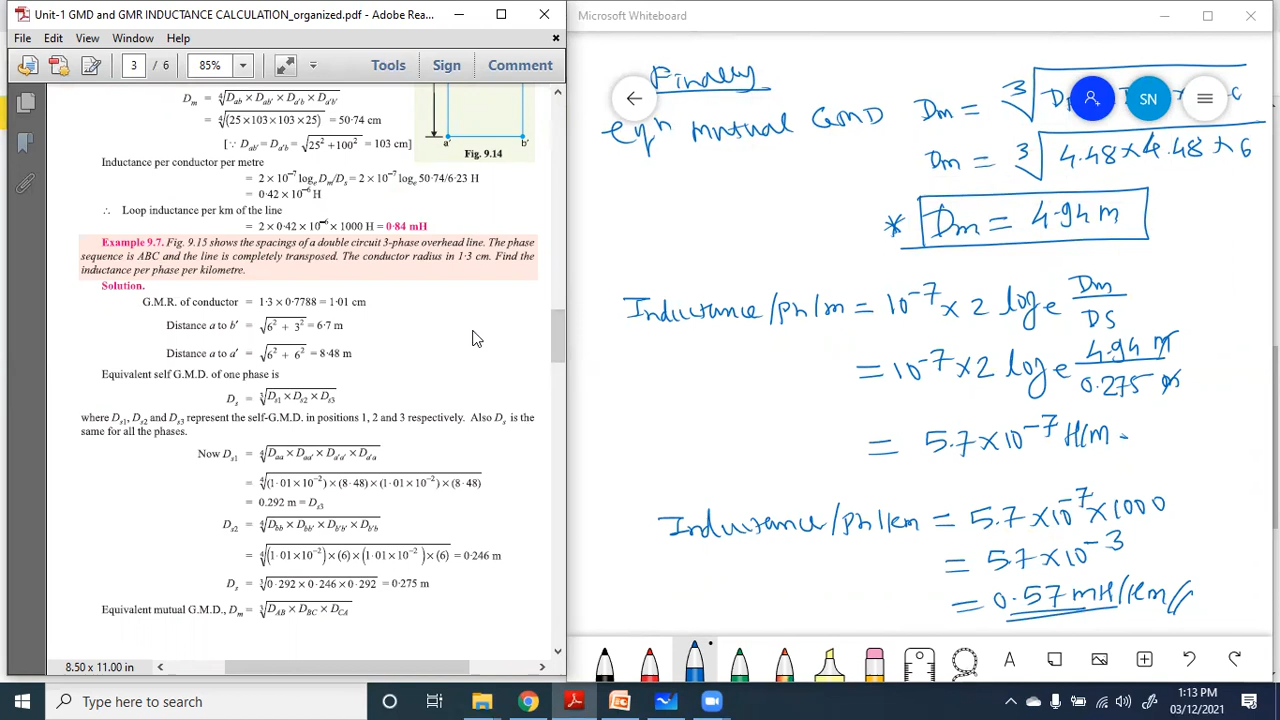 Unit-1 GMD and GMR INDUCTANCE CALCULATION_organized.pdf - Adobe Rea...
File Edit View Window Help
3 / 6 85% Tools Sign Comment
Dm = ∜Dab × Dab′ × Da′b × Da′b′
= ∜(25×103×103×25) = 50·74 cm
[∵ Dab′ = Da′b = √25² + 100² = 103 cm]
a′ b′
Fig. 9.14
Inductance per conductor per metre
= 2 × 10⁻⁷ loge Dm/Ds = 2 × 10⁻⁷ loge 50·74/6·23 H
= 0·42 × 10⁻⁶ H
∴ Loop inductance per km of the line
= 2 × 0·42 × 10⁻⁶ × 1000 H = 0·84 mH
Example 9.7. Fig. 9.15 shows the spacings of a double circuit 3-phase overhead line. The phase
sequence is ABC and the line is completely transposed. The conductor radius in 1·3 cm. Find the
inductance per phase per kilometre.
Solution.
G.M.R. of conductor = 1·3 × 0·7788 = 1·01 cm
Distance a to b′ = √6² + 3² = 6·7 m
Distance a to a′ = √6² + 6² = 8·48 m
Equivalent self G.M.D. of one phase is
Ds = ∛Ds1 × Ds2 × Ds3
where Ds1, Ds2 and Ds3 represent the self-G.M.D. in positions 1, 2 and 3 respectively. Also Ds is the
same for all the phases.
Now Ds1 = ∜Daa × Daa′ × Da′a′ × Da′a
= ∜(1·01 × 10⁻²) × (8·48) × (1·01 × 10⁻²) × (8·48)
= 0.292 m = Ds3
Ds2 = ∜Dbb × Dbb′ × Db′b′ × Db′b
= ∜(1·01×10⁻²)×(6)×(1·01×10⁻²)×(6) = 0·246 m
Ds = ∛0·292 × 0·246 × 0·292 = 0·275 m
Equivalent mutual G.M.D., Dm = ∛DAB × DBC × DCA
8.50 x 11.00 in
Microsoft Whiteboard
SN
Finally
eqⁿ mutual GMD Dm = ∛
Dm = ∛4.48×4.48×6
* Dm = 4.94 m
Inductance/ph/m = 10⁻⁷ × 2 loge Dm/DS
= 10⁻⁷×2 loge 4.94 m/0.275 m
= 5.7×10⁻⁷ H/m
Inductance/ph/km = 5.7×10⁻⁷×1000
= 5.7×10⁻³
= 0.57 mH/km//
Type here to search
1:13 PM
03/12/2021